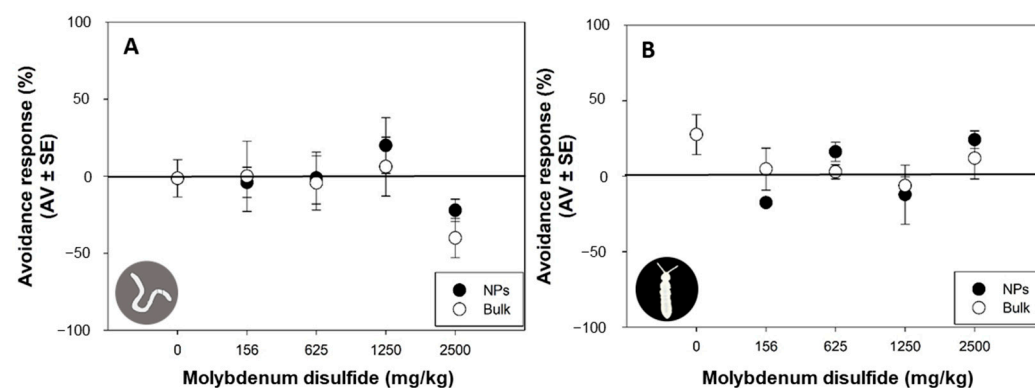 A
Avoidance response (%)
(AV ± SE)
100
50
0
−50
−100
NPs
Bulk
0 156 625 1250 2500
Molybdenum disulfide (mg/kg)
B
Avoidance response (%)
(AV ± SE)
100
50
0
−50
−100
NPs
Bulk
0 156 625 1250 2500
Molybdenum disulfide (mg/kg)